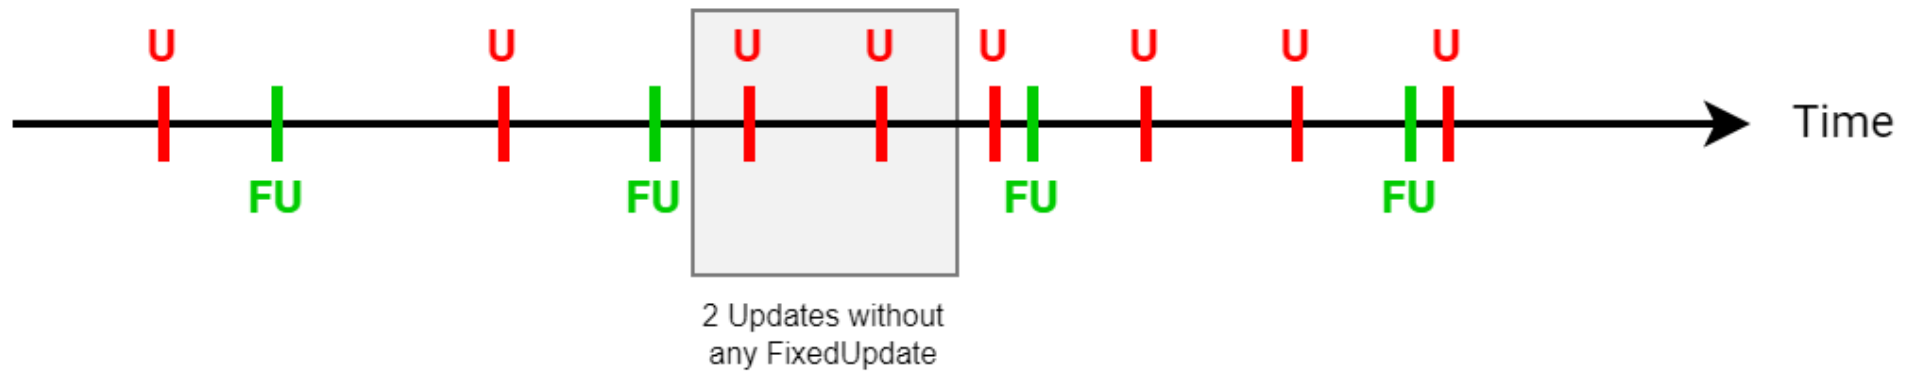 U U U U U U U U
Time
FU FU FU FU
2 Updates without
any FixedUpdate